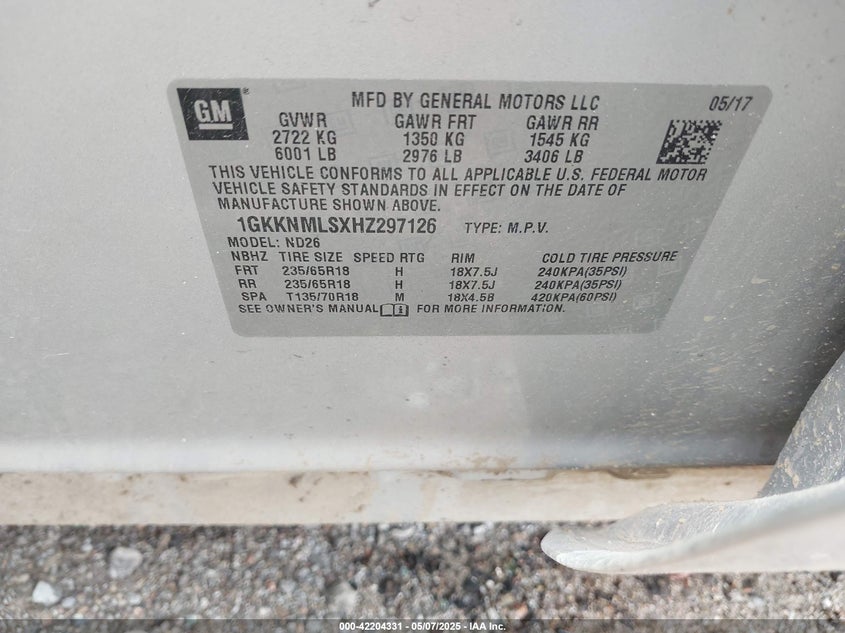 GM ®
MFD BY GENERAL MOTORS LLC 05/17
GVWR GAWR FRT GAWR RR
2722 KG 1350 KG 1545 KG
6001 LB 2976 LB 3406 LB
THIS VEHICLE CONFORMS TO ALL APPLICABLE U.S. FEDERAL MOTOR
VEHICLE SAFETY STANDARDS IN EFFECT ON THE DATE OF
MANUFACTURE SHOWN ABOVE.
1GKKNMLSXHZ297126 TYPE: M.P.V.
MODEL: ND26
NBHZ TIRE SIZE SPEED RTG RIM COLD TIRE PRESSURE
FRT 235/65R18 H 18X7.5J 240KPA(35PSI)
RR 235/65R18 H 18X7.5J 240KPA(35PSI)
SPA T135/70R18 M 18X4.5B 420KPA(60PSI)
SEE OWNER'S MANUAL FOR MORE INFORMATION.
000-42204331 - 05/07/2025 - IAA Inc.